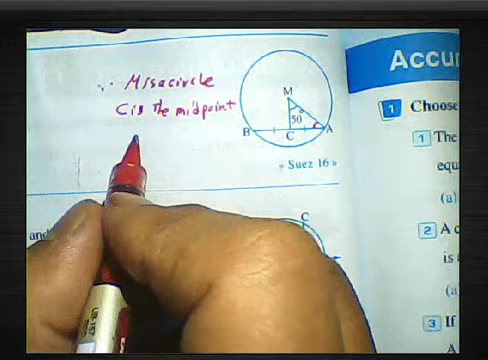 ∵ M is a circle
C is the midpoint
M
50°
B C A
« Suez 16 »
and
C
Accu
1 Choose
1 The
equ
(a)
2 A c
is
(a
3 If
A